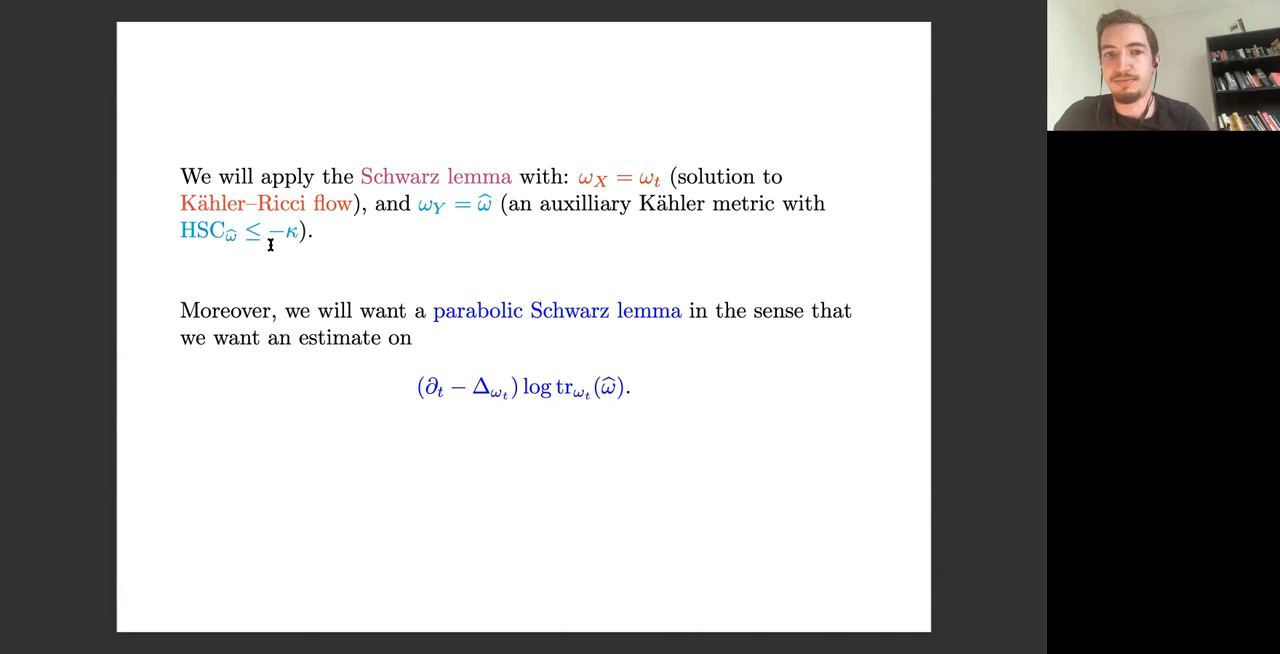 We will apply the Schwarz lemma with: ω_X = ω_t (solution to
Kähler–Ricci flow), and ω_Y = ω̂ (an auxilliary Kähler metric with
HSC_ω̂ ≤ −κ).
Moreover, we will want a parabolic Schwarz lemma in the sense that
we want an estimate on
(∂_t − Δ_{ω_t}) log tr_{ω_t}(ω̂).